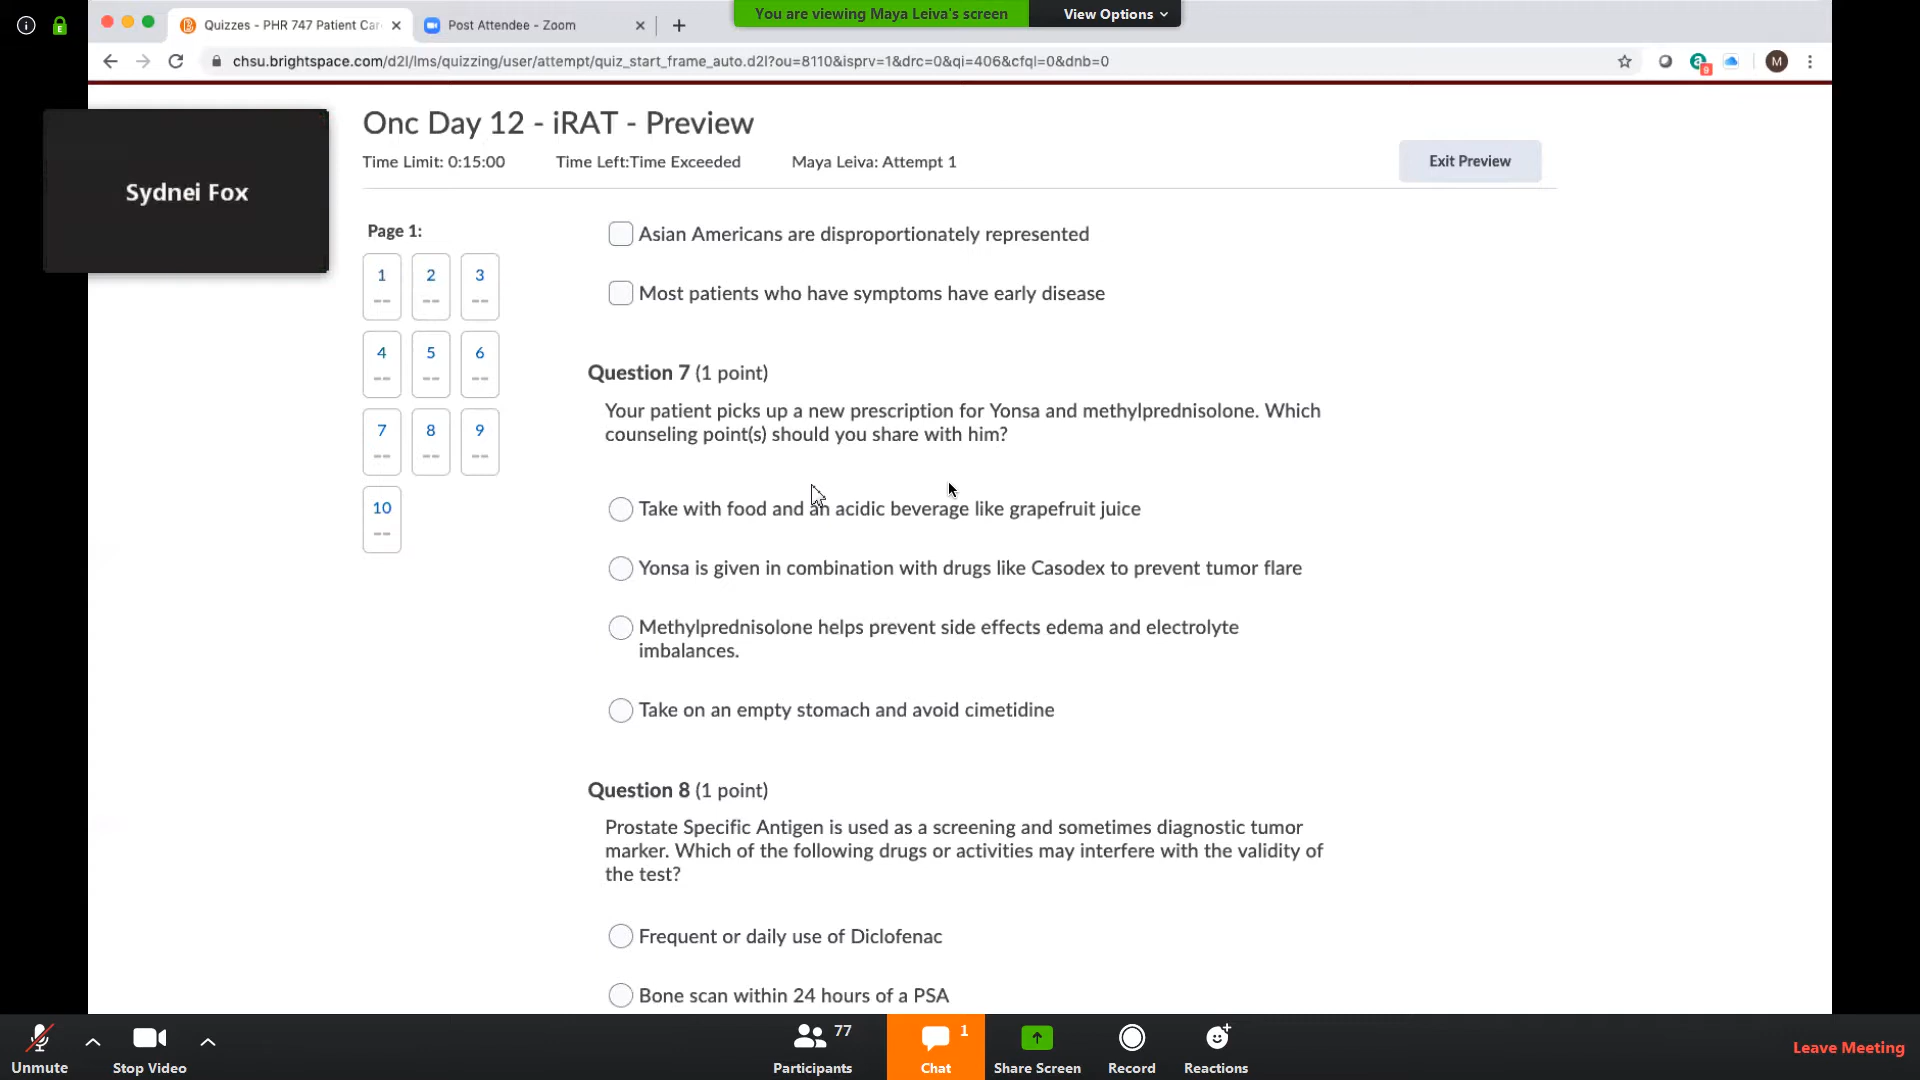 You are viewing Maya Leiva's screen
View Options
Quizzes - PHR 747 Patient Car
Post Attendee - Zoom
chsu.brightspace.com/d2l/lms/quizzing/user/attempt/quiz_start_frame_auto.d2l?ou=8110&isprv=1&drc=0&qi=406&cfql=0&dnb=0
M
9
Sydnei Fox
Onc Day 12 - iRAT - Preview
Time Limit: 0:15:00
Time Left:Time Exceeded
Maya Leiva: Attempt 1
Exit Preview
Page 1:
1 2 3
-- -- --
4 5 6
-- -- --
7 8 9
-- -- --
10
--
Asian Americans are disproportionately represented
Most patients who have symptoms have early disease
Question 7 (1 point)
Your patient picks up a new prescription for Yonsa and methylprednisolone. Which
counseling point(s) should you share with him?
Take with food and an acidic beverage like grapefruit juice
Yonsa is given in combination with drugs like Casodex to prevent tumor flare
Methylprednisolone helps prevent side effects edema and electrolyte
imbalances.
Take on an empty stomach and avoid cimetidine
Question 8 (1 point)
Prostate Specific Antigen is used as a screening and sometimes diagnostic tumor
marker. Which of the following drugs or activities may interfere with the validity of
the test?
Frequent or daily use of Diclofenac
Bone scan within 24 hours of a PSA
Unmute
Stop Video
77
Participants
1
Chat
Share Screen
Record
Reactions
Leave Meeting